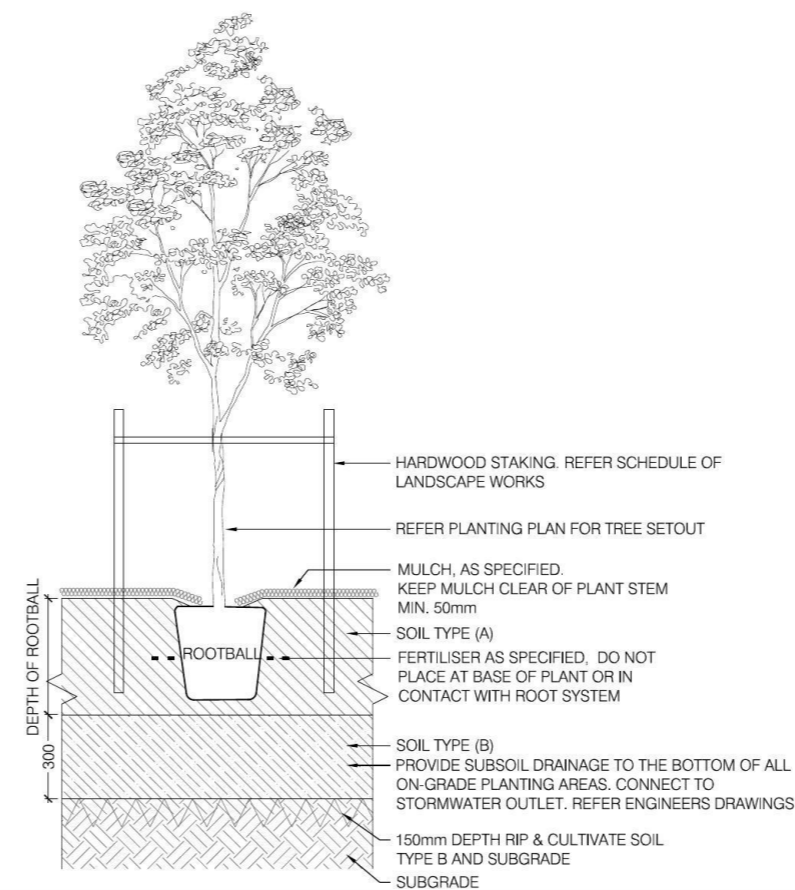 HARDWOOD STAKING. REFER SCHEDULE OF
LANDSCAPE WORKS
REFER PLANTING PLAN FOR TREE SETOUT
MULCH, AS SPECIFIED.
KEEP MULCH CLEAR OF PLANT STEM
MIN. 50mm
SOIL TYPE (A)
ROOTBALL
FERTILISER AS SPECIFIED, DO NOT
PLACE AT BASE OF PLANT OR IN
CONTACT WITH ROOT SYSTEM
DEPTH OF ROOTBALL
300
SOIL TYPE (B)
PROVIDE SUBSOIL DRAINAGE TO THE BOTTOM OF ALL
ON-GRADE PLANTING AREAS. CONNECT TO
STORMWATER OUTLET. REFER ENGINEERS DRAWINGS
150mm DEPTH RIP & CULTIVATE SOIL
TYPE B AND SUBGRADE
SUBGRADE